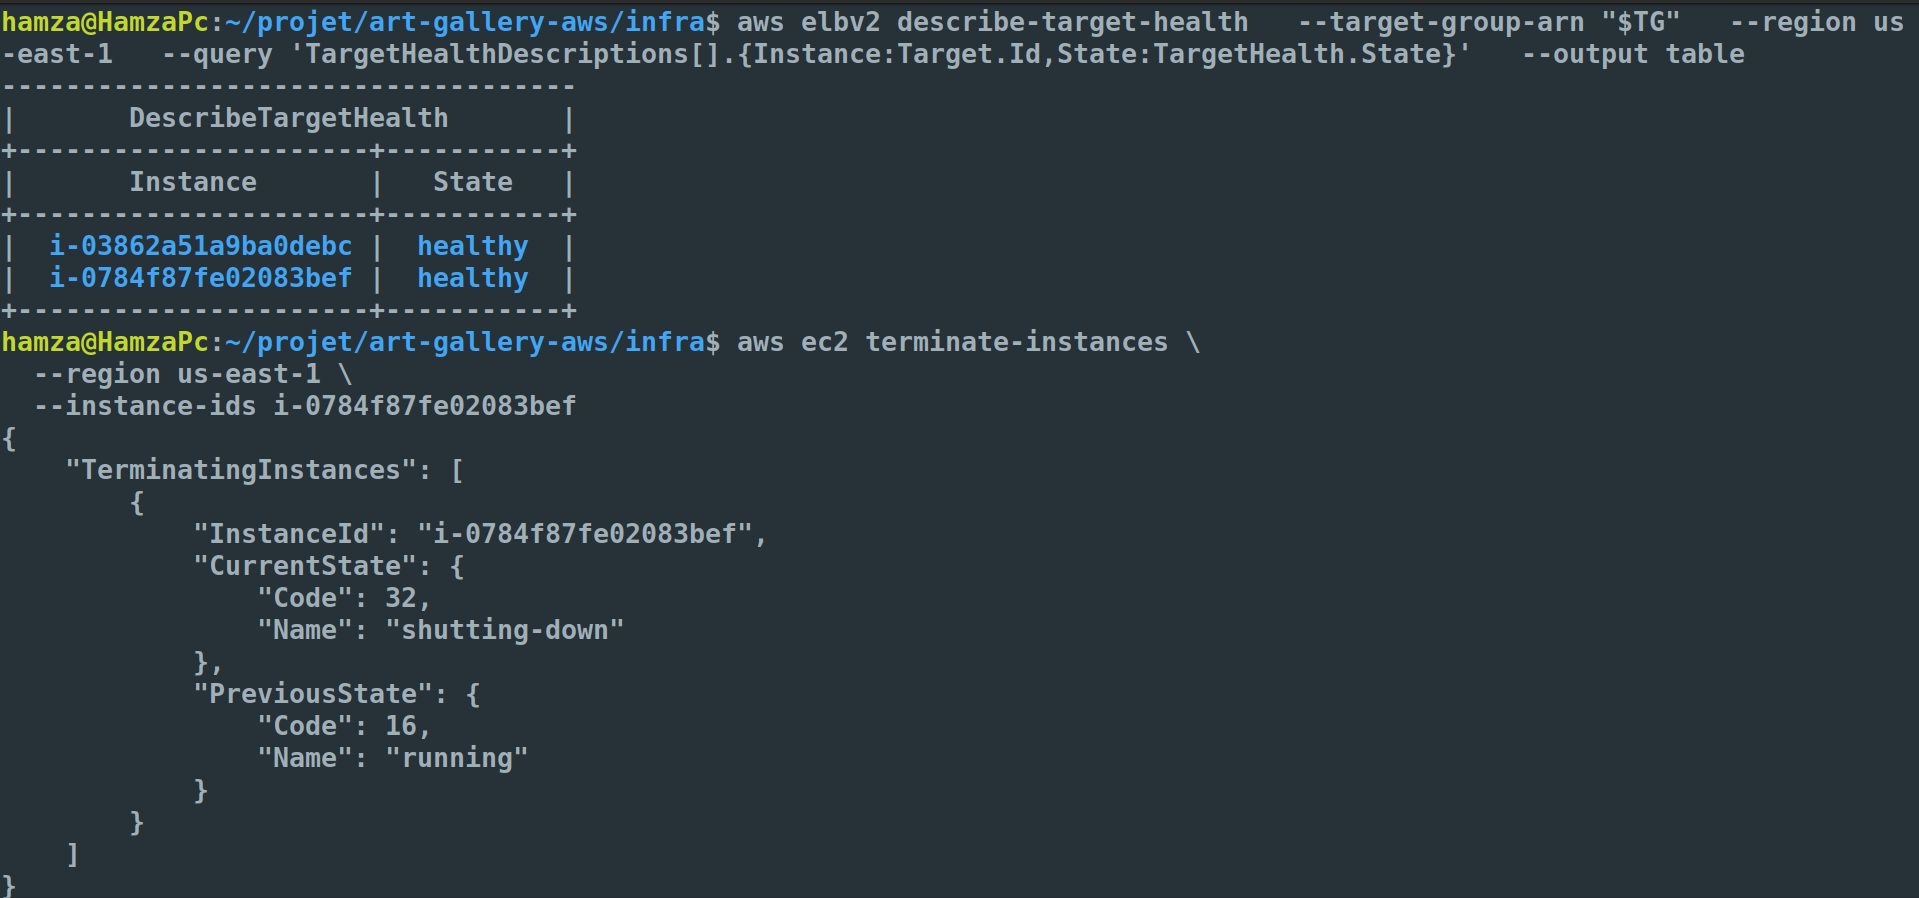 hamza@HamzaPc:~/projet/art-gallery-aws/infra$ aws elbv2 describe-target-health   --target-group-arn "$TG"   --region us
-east-1   --query 'TargetHealthDescriptions[].{Instance:Target.Id,State:TargetHealth.State}'   --output table
------------------------------------
|       DescribeTargetHealth       |
+----------------------+-----------+
|       Instance       |   State   |
+----------------------+-----------+
|  i-03862a51a9ba0debc |  healthy  |
|  i-0784f87fe02083bef |  healthy  |
+----------------------+-----------+
hamza@HamzaPc:~/projet/art-gallery-aws/infra$ aws ec2 terminate-instances \
  --region us-east-1 \
  --instance-ids i-0784f87fe02083bef
{
    "TerminatingInstances": [
        {
            "InstanceId": "i-0784f87fe02083bef",
            "CurrentState": {
                "Code": 32,
                "Name": "shutting-down"
            },
            "PreviousState": {
                "Code": 16,
                "Name": "running"
            }
        }
    ]
}